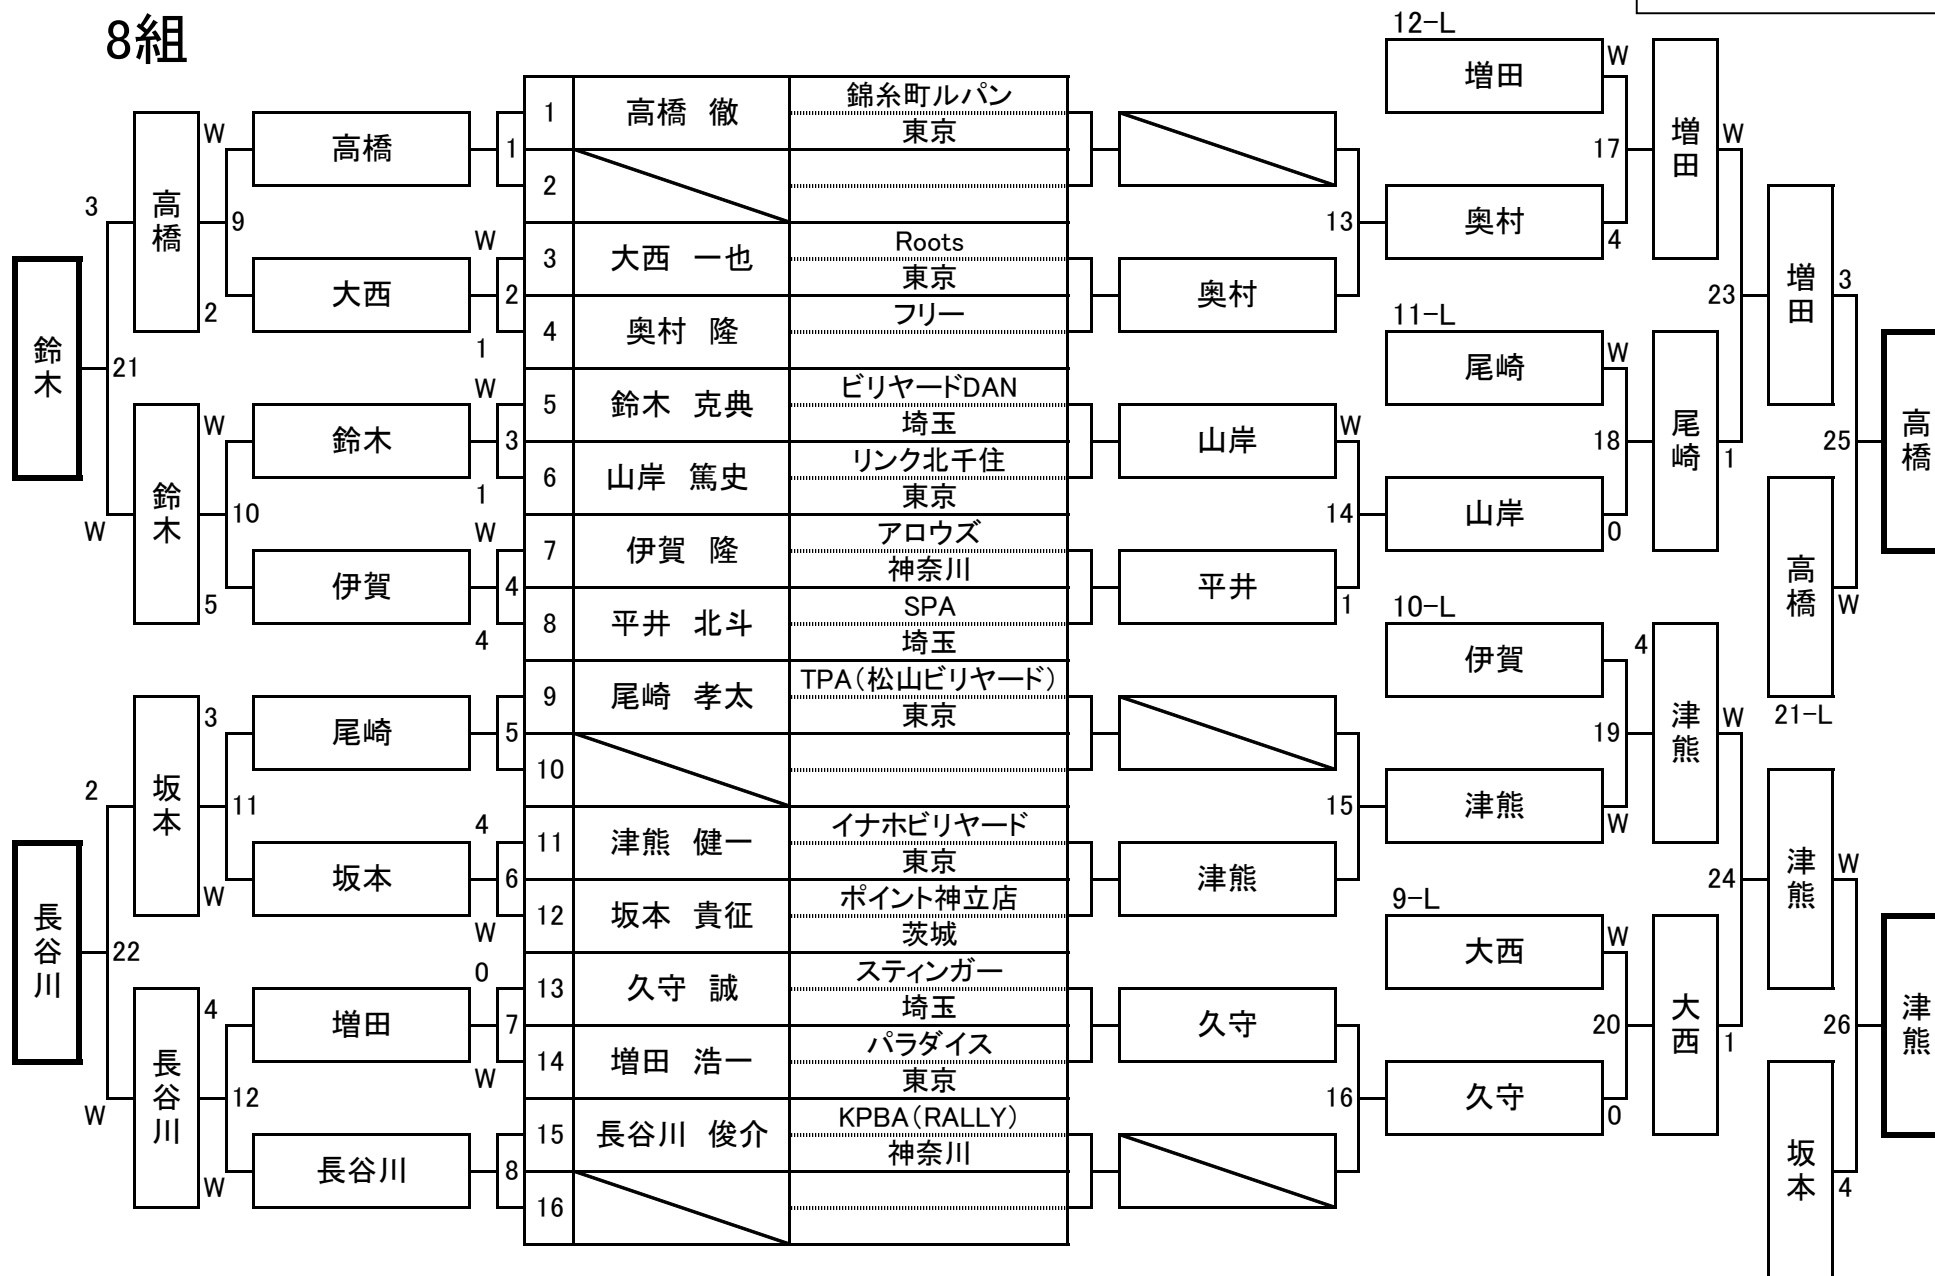 8組
1 高橋 徹 錦糸町ルパン
東京
2
3 大西 一也 Roots
東京
4 奥村 隆 フリー
5 鈴木 克典 ビリヤードDAN
埼玉
6 山岸 篤史 リンク北千住
東京
7 伊賀 隆 アロウズ
神奈川
8 平井 北斗 SPA
埼玉
9 尾崎 孝太 TPA(松山ビリヤード)
東京
10
11 津熊 健一 イナホビリヤード
東京
12 坂本 貴征 ポイント神立店
茨城
13 久守 誠 スティンガー
埼玉
14 増田 浩一 パラダイス
東京
15 長谷川 俊介 KPBA(RALLY)
神奈川
16
高橋
1
大西
W
2
1
鈴木
W
3
1
伊賀
W
4
4
尾崎
5
坂本
4
6
W
増田
0
7
W
長谷川
8
W
高橋
9
2
W
鈴木
10
5
3
坂本
11
W
4
長谷川
12
W
3
鈴木
21
W
2
長谷川
22
W
奥村
13
山岸
W
14
平井
1
津熊
15
久守
16
12-L
増田
W
17
奥村
4
11-L
尾崎
W
18
山岸
0
10-L
伊賀
4
19
津熊
W
9-L
大西
W
20
久守
0
増田
W
23
尾崎
1
津熊
W
24
大西
1
増田
3
25
高橋
W
21-L
津熊
W
26
坂本
4
高橋
津熊